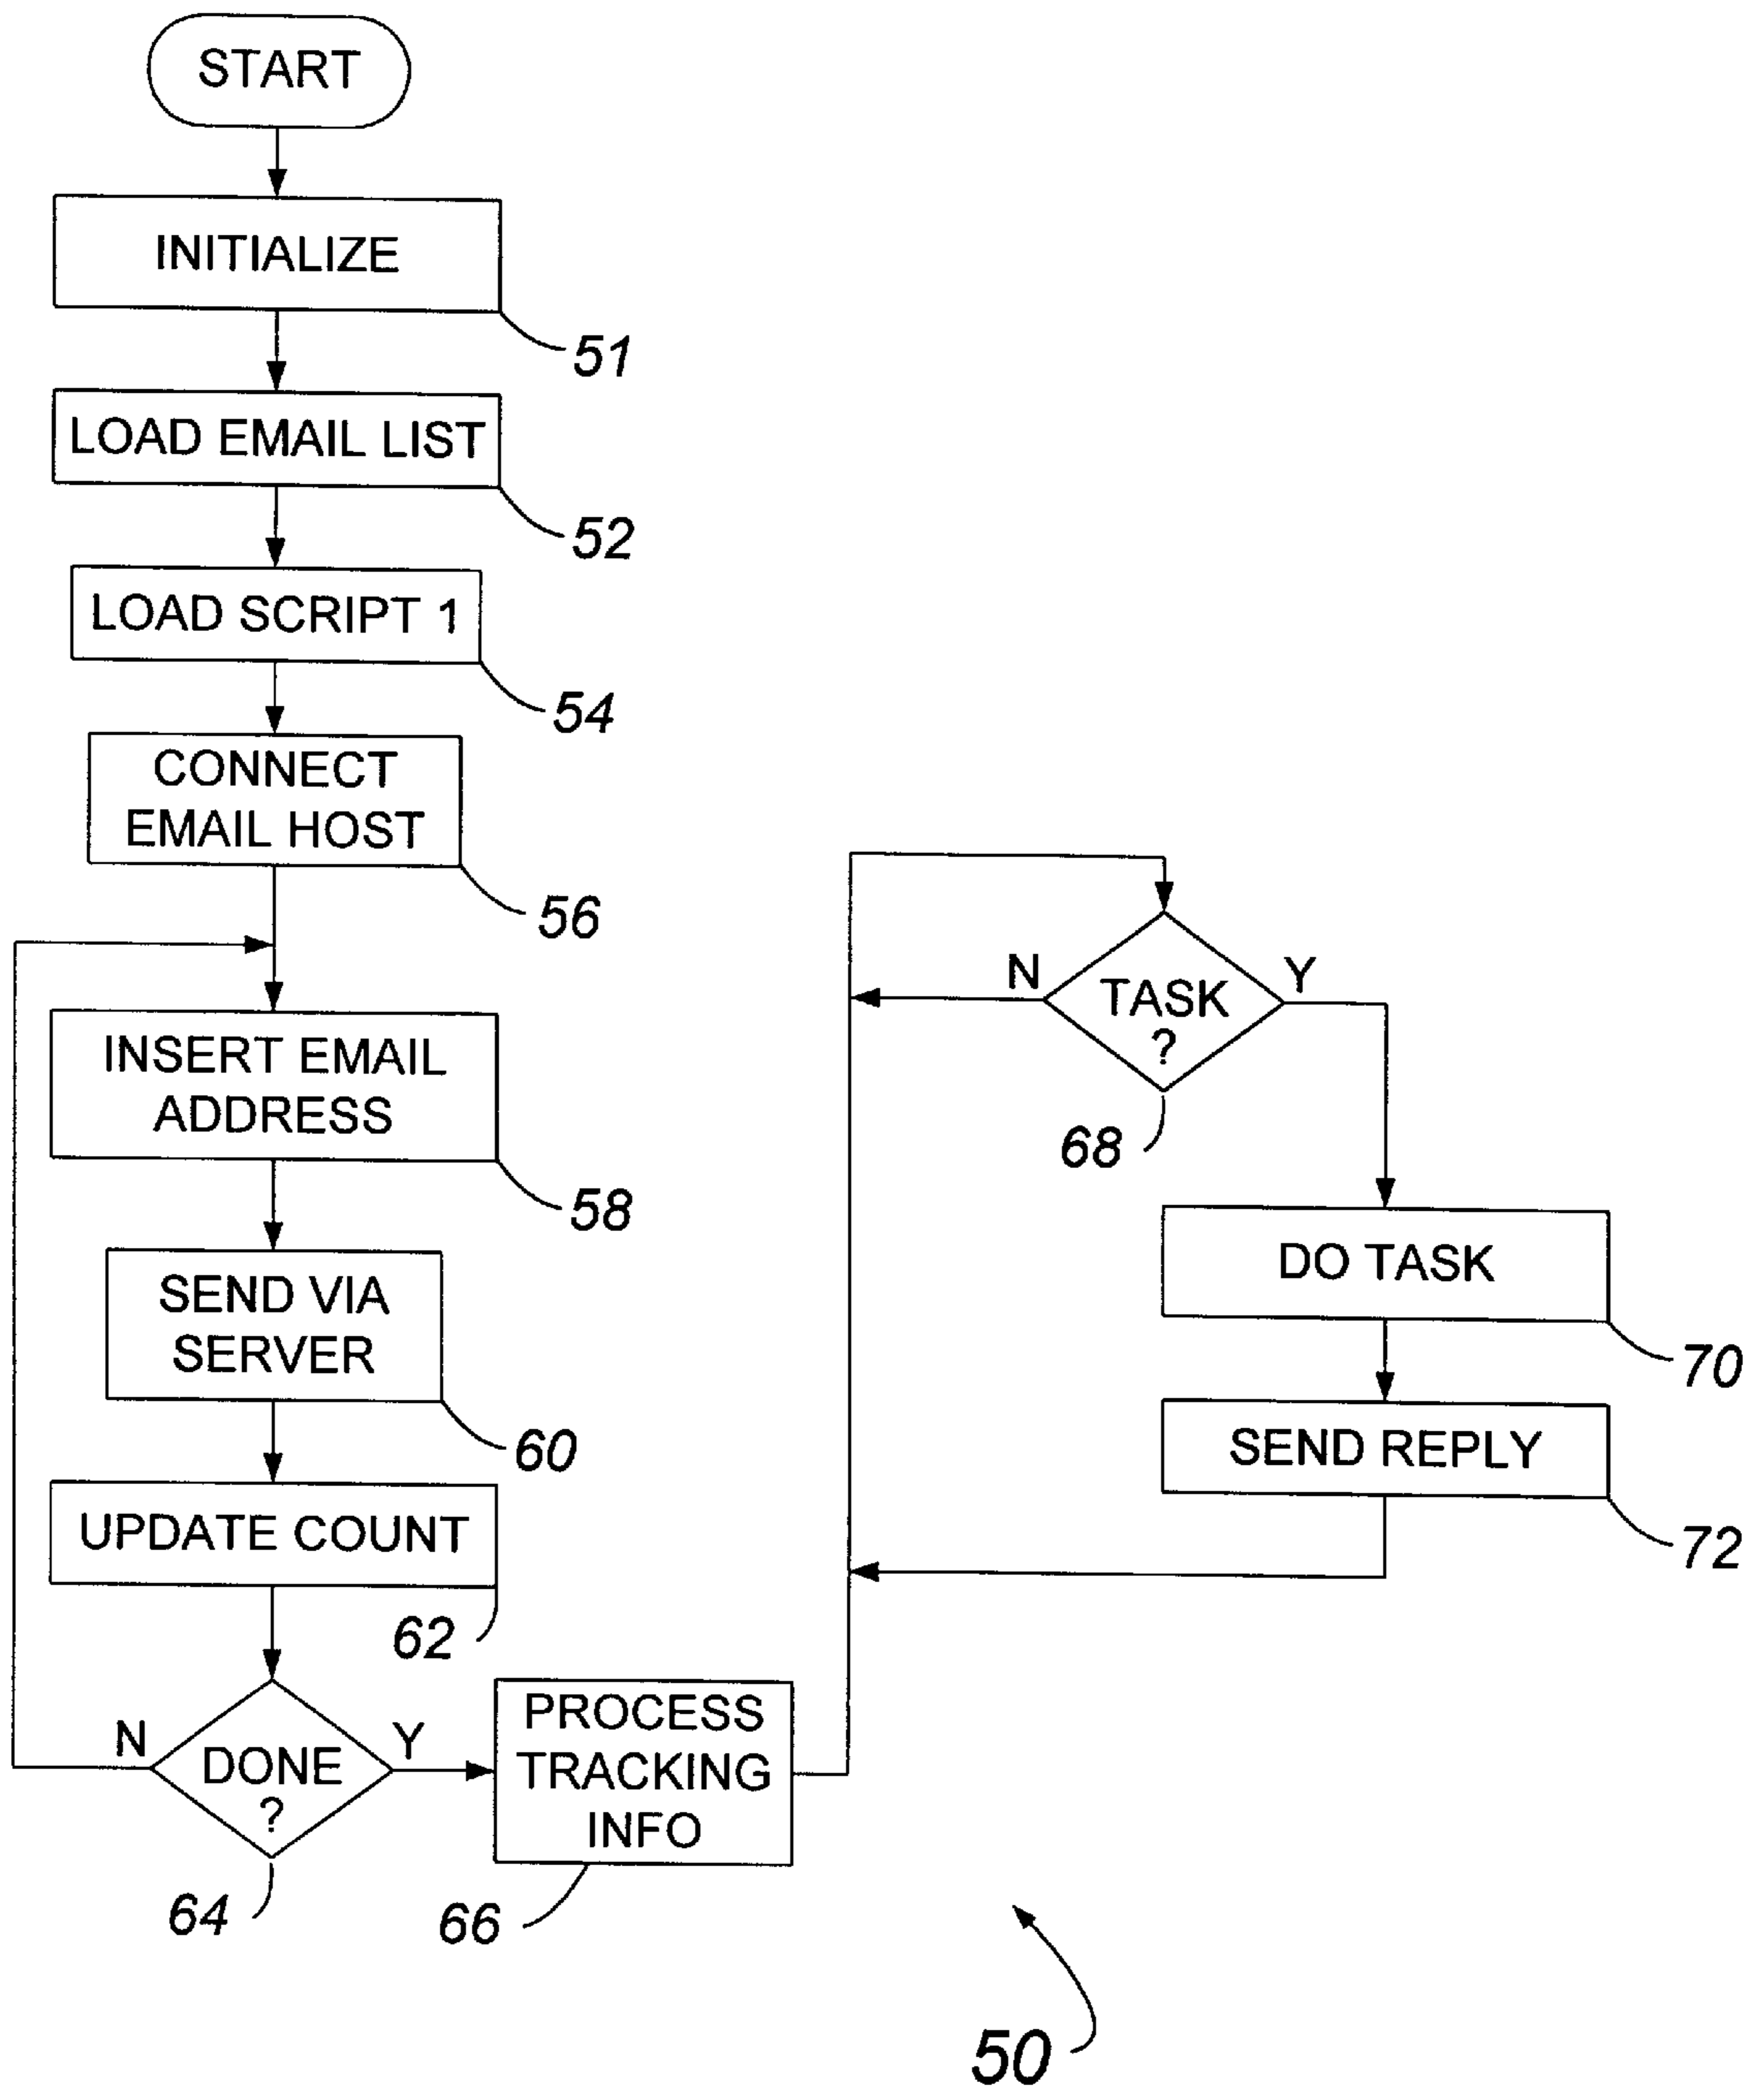 START
INITIALIZE
51
LOAD EMAIL LIST
52
LOAD SCRIPT 1
54
CONNECT
EMAIL HOST
56
INSERT EMAIL
ADDRESS
58
SEND VIA
SERVER
60
UPDATE COUNT
62
N
DONE
?
Y
64
PROCESS
TRACKING
INFO
66
N
TASK
?
Y
68
DO TASK
70
SEND REPLY
72
50